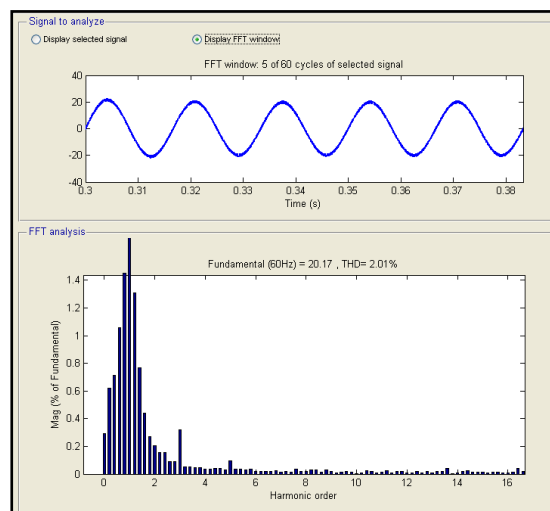 Signal to analyze
Display selected signal
Display FFT window
FFT window: 5 of 60 cycles of selected signal
40
20
0
-20
-40
0.3 0.31 0.32 0.33 0.34 0.35 0.36 0.37 0.38
Time (s)
FFT analysis
Fundamental (60Hz) = 20.17 , THD= 2.01%
Mag (% of Fundamental)
1.4
1.2
1
0.8
0.6
0.4
0.2
0
0 2 4 6 8 10 12 14 16
Harmonic order